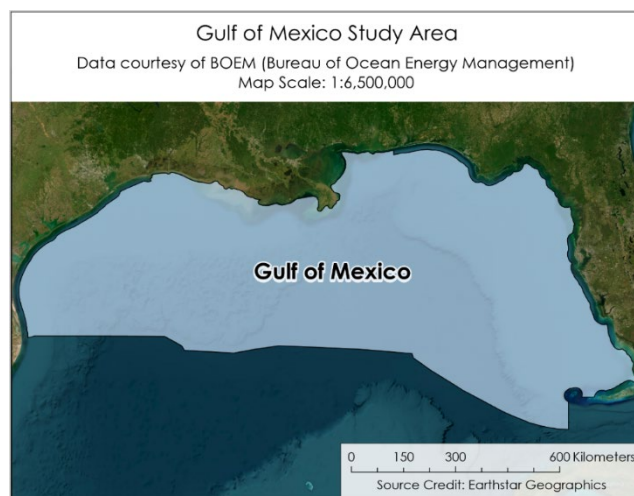 Gulf of Mexico Study Area
Data courtesy of BOEM (Bureau of Ocean Energy Management)
Map Scale: 1:6,500,000
Gulf of Mexico
0 150 300 600 Kilometers
Source Credit: Earthstar Geographics